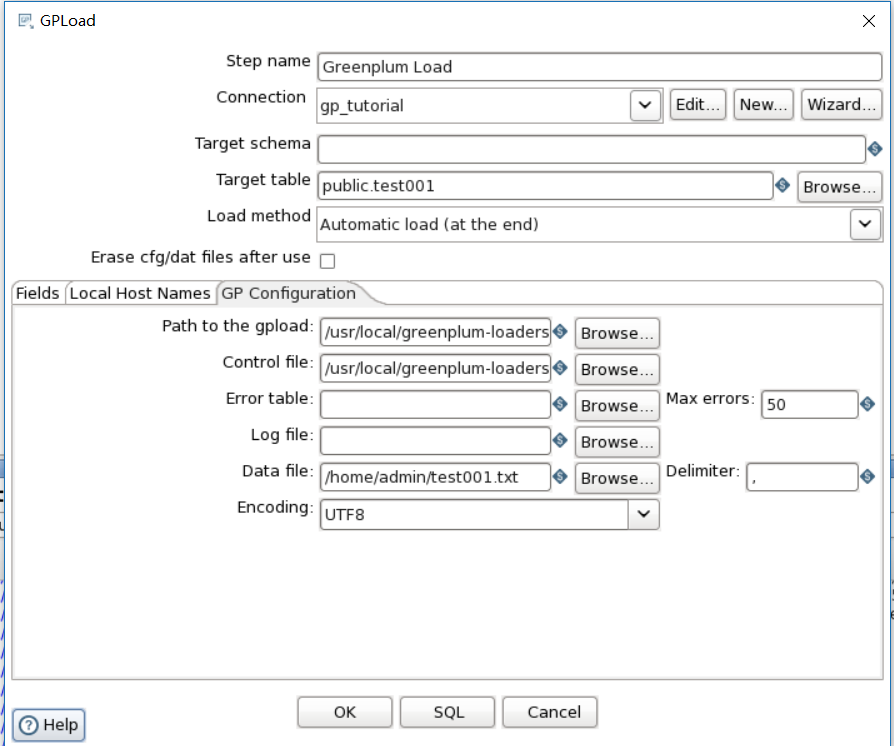 GPLoad
Step name Greenplum Load
Connection gp_tutorial Edit... New... Wizard...
Target schema
Target table public.test001 Browse...
Load method Automatic load (at the end)
Erase cfg/dat files after use
Fields Local Host Names GP Configuration
Path to the gpload: /usr/local/greenplum-loaders Browse...
Control file: /usr/local/greenplum-loaders Browse...
Error table: Browse... Max errors: 50
Log file: Browse...
Data file: /home/admin/test001.txt Browse... Delimiter: ,
Encoding: UTF8
OK SQL Cancel
Help